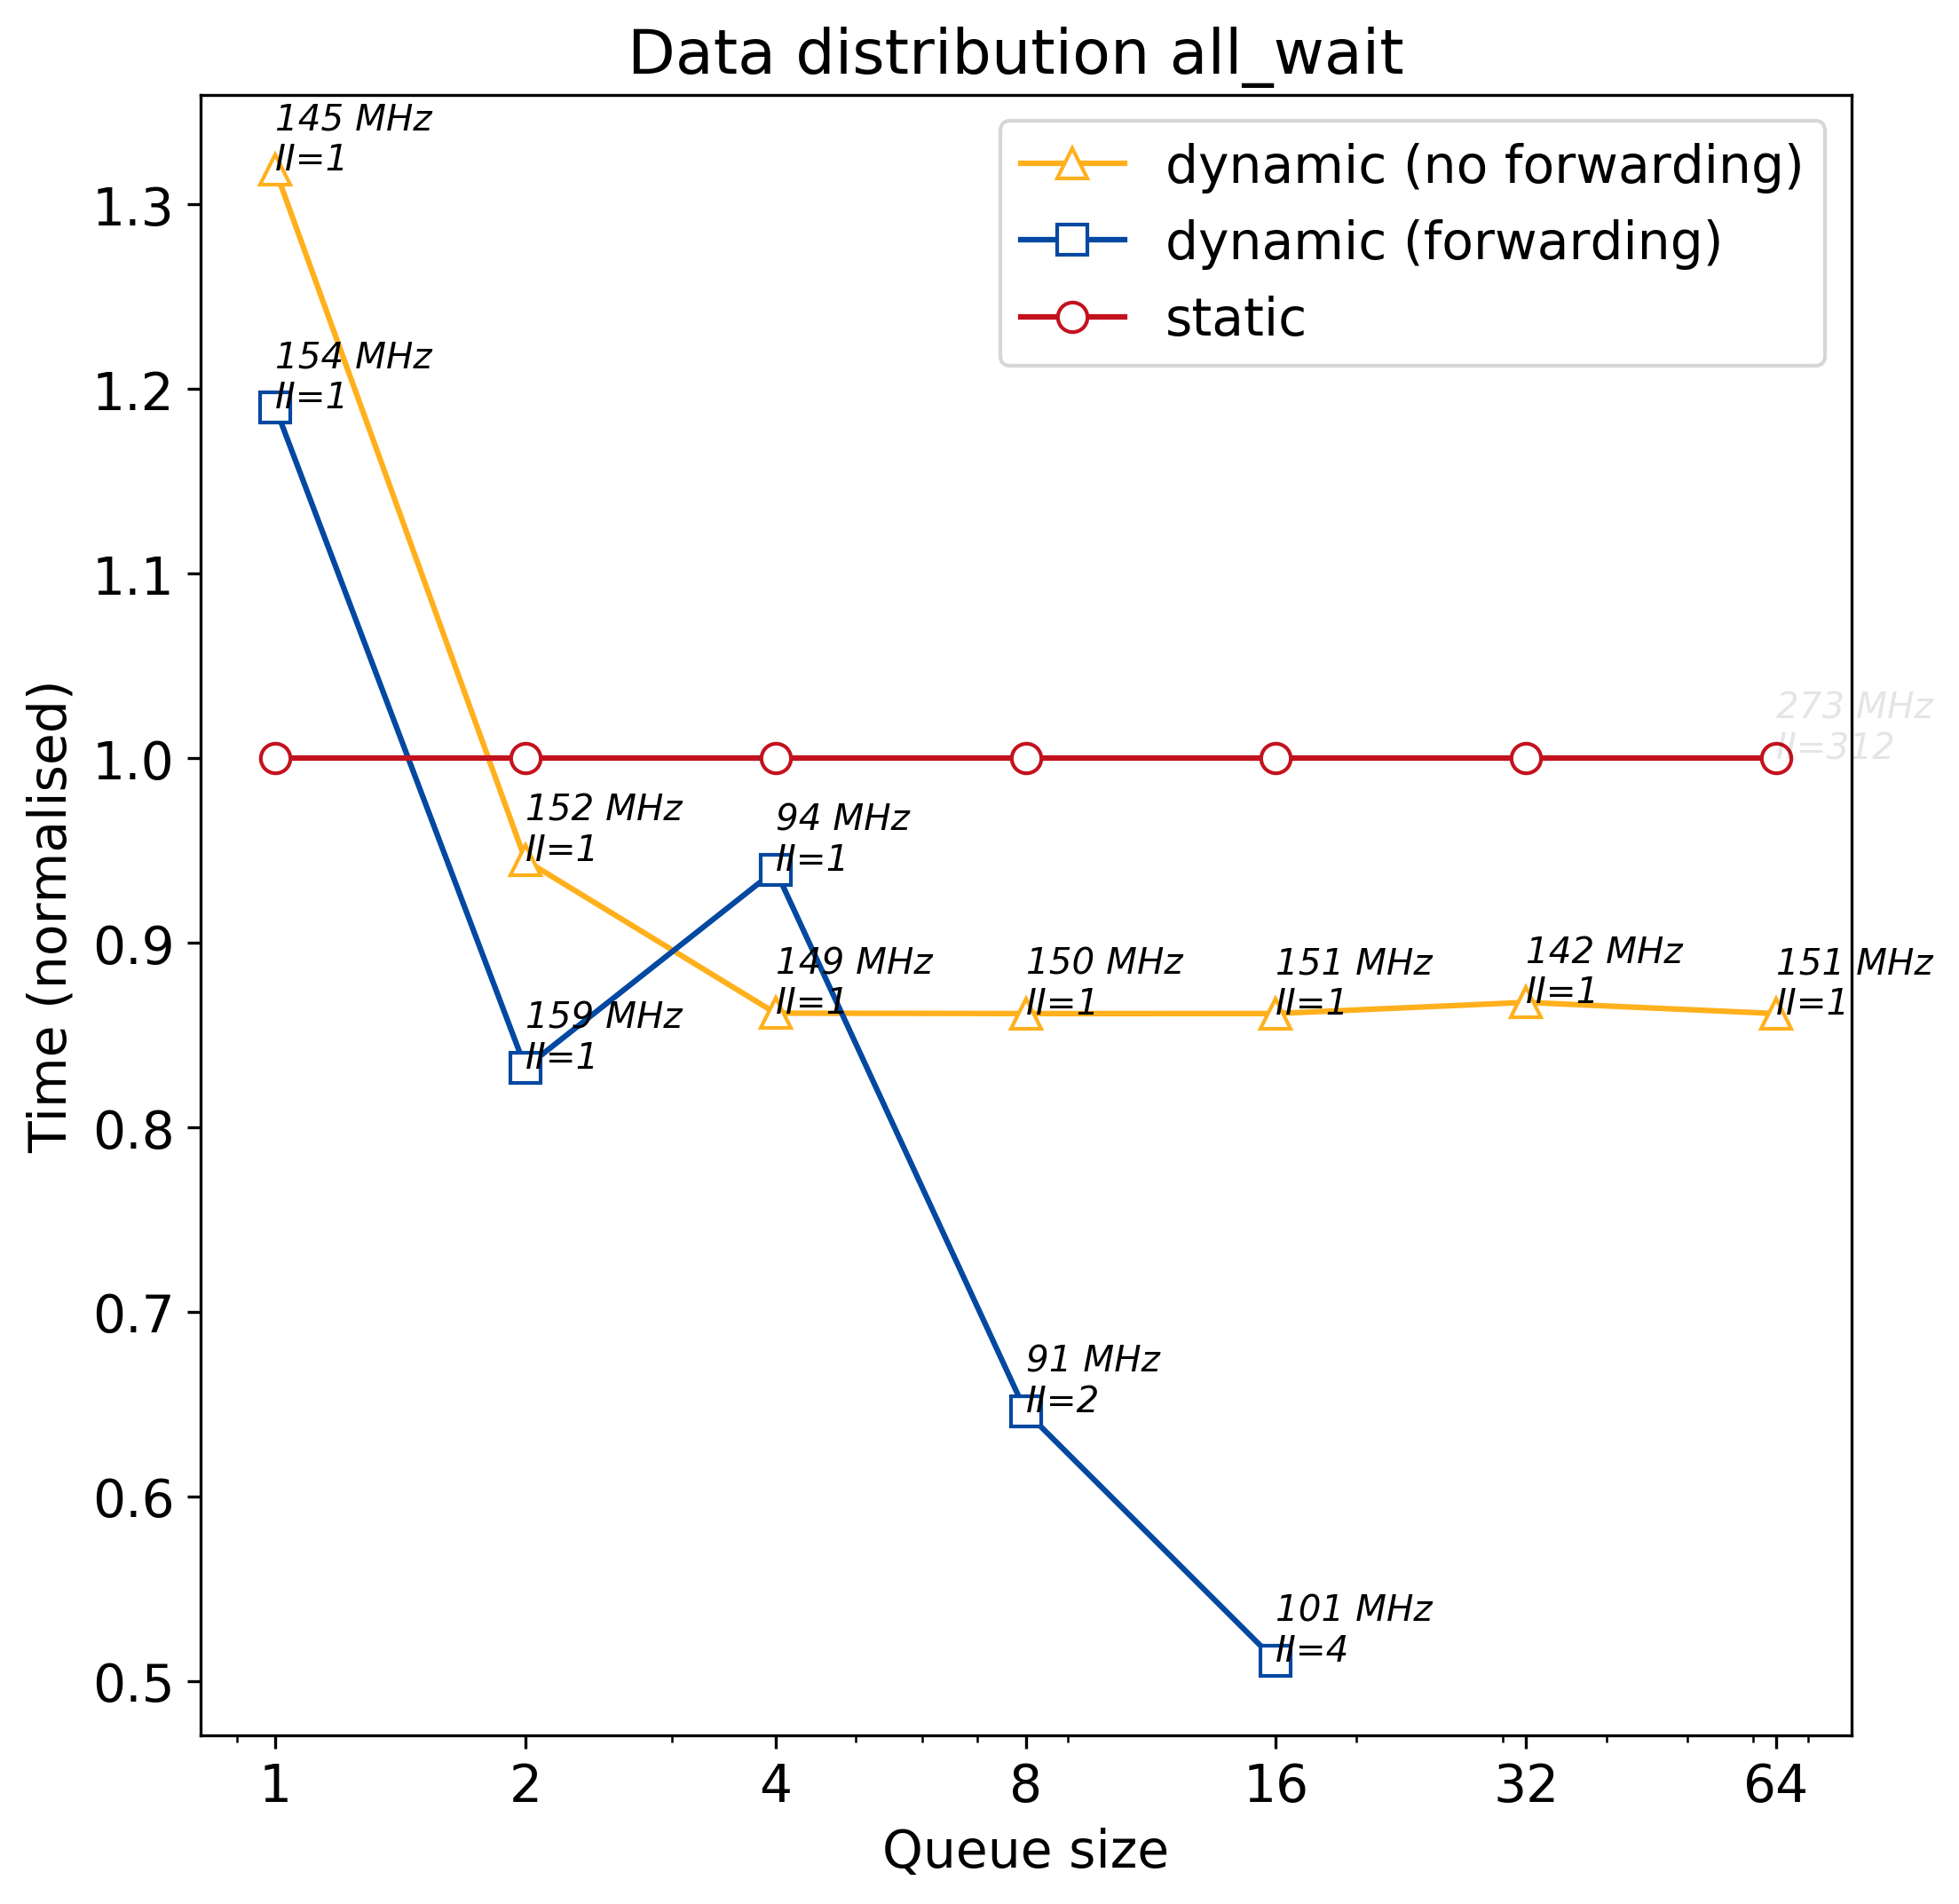 Data distribution all_wait
145 MHz
II=1
dynamic (no forwarding)
dynamic (forwarding)
static
154 MHz
II=1
273 MHz
II=312
152 MHz
II=1
94 MHz
II=1
159 MHz
II=1
149 MHz
II=1
150 MHz
II=1
151 MHz
II=1
142 MHz
II=1
151 MHz
II=1
91 MHz
II=2
101 MHz
II=4
Time (normalised)
1.3
1.2
1.1
1.0
0.9
0.8
0.7
0.6
0.5
1 2 4 8 16 32 64
Queue size